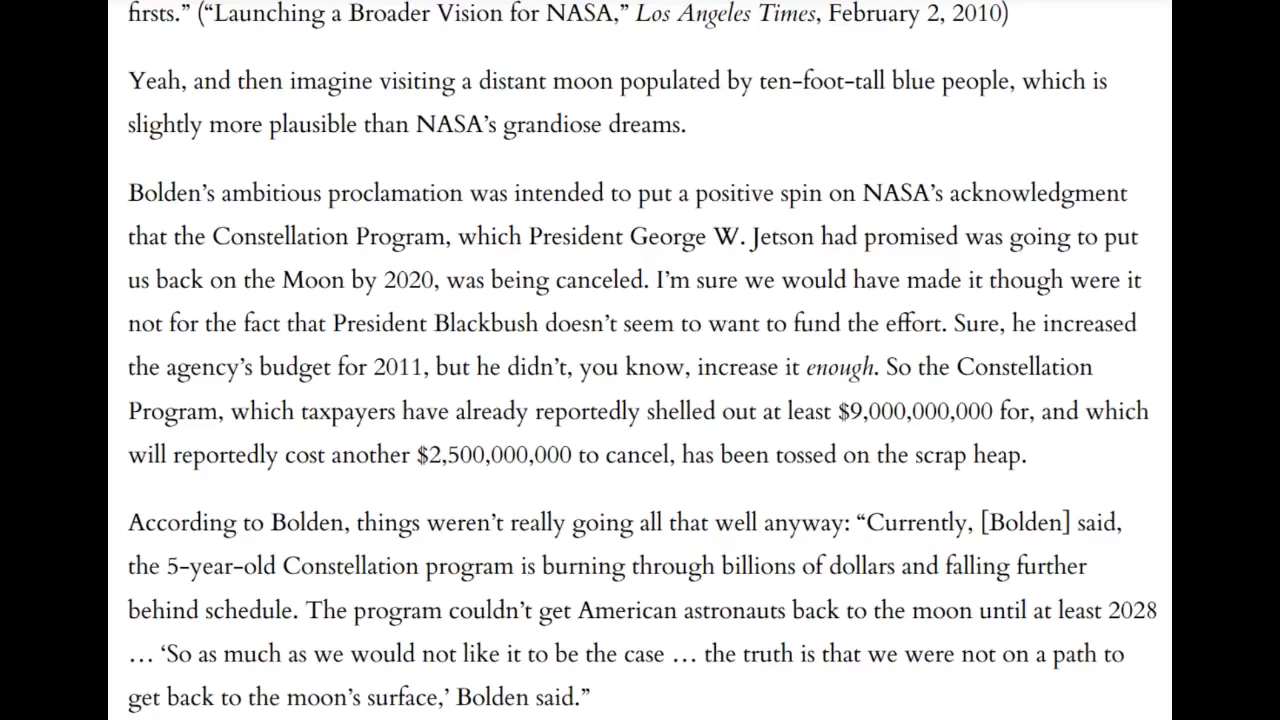 firsts.” (“Launching a Broader Vision for NASA,” Los Angeles Times, February 2, 2010)
Yeah, and then imagine visiting a distant moon populated by ten-foot-tall blue people, which is
slightly more plausible than NASA’s grandiose dreams.
Bolden’s ambitious proclamation was intended to put a positive spin on NASA’s acknowledgment
that the Constellation Program, which President George W. Jetson had promised was going to put
us back on the Moon by 2020, was being canceled. I’m sure we would have made it though were it
not for the fact that President Blackbush doesn’t seem to want to fund the effort. Sure, he increased
the agency’s budget for 2011, but he didn’t, you know, increase it enough. So the Constellation
Program, which taxpayers have already reportedly shelled out at least $9,000,000,000 for, and which
will reportedly cost another $2,500,000,000 to cancel, has been tossed on the scrap heap.
According to Bolden, things weren’t really going all that well anyway: “Currently, [Bolden] said,
the 5-year-old Constellation program is burning through billions of dollars and falling further
behind schedule. The program couldn’t get American astronauts back to the moon until at least 2028
… ‘So as much as we would not like it to be the case … the truth is that we were not on a path to
get back to the moon’s surface,’ Bolden said.”